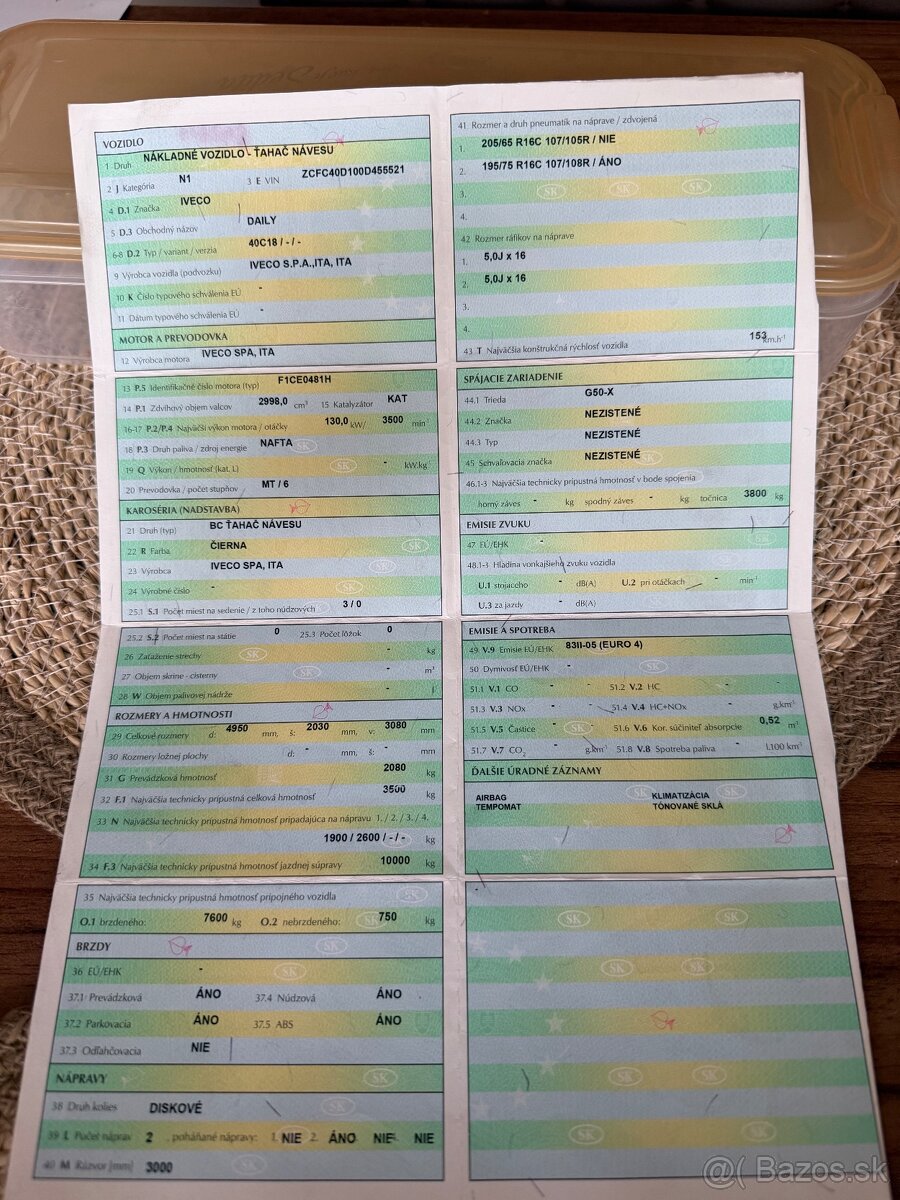 VOZIDLO
1 Druh NÁKLADNÉ VOZIDLO - ŤAHAČ NÁVESU
2 J Kategória N1 3 E VIN ZCFC40D100D455521
4 D.1 Značka IVECO
5 D.3 Obchodný názov DAILY
6-8 D.2 Typ / variant / verzia 40C18 / - / -
9 Výrobca vozidla (podvozku) IVECO S.P.A.,ITA, ITA
10 K Číslo typového schválenia EÚ -
11 Dátum typového schválenia EÚ -
MOTOR A PREVODOVKA
12 Výrobca motora IVECO SPA, ITA
13 P.5 Identifikačné číslo motora (typ) F1CE0481H
14 P.1 Zdvihový objem valcov 2998,0 cm³ 15 Katalyzátor KAT
16-17 P.2/P.4 Najväčší výkon motora / otáčky 130,0 kW/ 3500 min⁻¹
18 P.3 Druh paliva / zdroj energie NAFTA
19 Q Výkon / hmotnosť (kat. L) - kW.kg⁻¹
20 Prevodovka / počet stupňov MT / 6
KAROSÉRIA (NADSTAVBA)
21 Druh (typ) BC ŤAHAČ NÁVESU
22 R Farba ČIERNA
23 Výrobca IVECO SPA, ITA
24 Výrobné číslo -
25.1 S.1 Počet miest na sedenie / z toho núdzových 3 / 0
25.2 S.2 Počet miest na státie 0 25.3 Počet lôžok 0
26 Zaťaženie strechy - kg
27 Objem skrine - cisterny - m³
28 W Objem palivovej nádrže - l
ROZMERY A HMOTNOSTI
29 Celkové rozmery d: 4950 mm, š: 2030 mm, v: 3080 mm
30 Rozmery ložnej plochy d: - mm, š: - mm
31 G Prevádzková hmotnosť 2080 kg
32 F.1 Najväčšia technicky prípustná celková hmotnosť 3500 kg
33 N Najväčšia technicky prípustná hmotnosť pripadajúca na nápravu 1. / 2. / 3. / 4.
1900 / 2600 / - / - kg
34 F.3 Najväčšia technicky prípustná hmotnosť jazdnej súpravy 10000 kg
35 Najväčšia technicky prípustná hmotnosť prípojného vozidla
O.1 brzdeného: 7600 kg O.2 nebrzdeného: 750 kg
BRZDY
36 EÚ/EHK -
37.1 Prevádzková ÁNO 37.4 Núdzová ÁNO
37.2 Parkovacia ÁNO 37.5 ABS ÁNO
37.3 Odľahčovacia NIE
NÁPRAVY
38 Druh kolies DISKOVÉ
39 L Počet náprav 2 , poháňané nápravy: 1. NIE 2. ÁNO NIE NIE
40 M Rázvor [mm] 3000
41 Rozmer a druh pneumatík na náprave / zdvojená
1. 205/65 R16C 107/105R / NIE
2. 195/75 R16C 107/108R / ÁNO
3.
4.
42 Rozmer ráfikov na náprave
1. 5,0J x 16
2. 5,0J x 16
3.
4.
43 T Najväčšia konštrukčná rýchlosť vozidla 153 km.h⁻¹
SPÁJACIE ZARIADENIE
44.1 Trieda G50-X
44.2 Značka NEZISTENÉ
44.3 Typ NEZISTENÉ
45 Schvaľovacia značka NEZISTENÉ
46.1-3 Najväčšia technicky prípustná hmotnosť v bode spojenia
horný záves - kg spodný záves - kg točnica 3800 kg
EMISIE ZVUKU
47 EÚ/EHK -
48.1-3 Hladina vonkajšieho zvuku vozidla
U.1 stojaceho - dB(A) U.2 pri otáčkach - min⁻¹
U.3 za jazdy - dB(A)
EMISIE A SPOTREBA
49 V.9 Emisie EÚ/EHK 83II-05 (EURO 4)
50 Dymivosť EÚ/EHK -
51.1 V.1 CO - 51.2 V.2 HC -
51.3 V.3 NOx - 51.4 V.4 HC+NOx - g.km⁻¹
51.5 V.5 Častice - 51.6 V.6 Kor. súčiniteľ absorpcie 0,52 m⁻¹
51.7 V.7 CO₂ - g.km⁻¹ 51.8 V.8 Spotreba paliva - l.100 km⁻¹
ĎALŠIE ÚRADNÉ ZÁZNAMY
AIRBAG KLIMATIZÁCIA
TEMPOMAT TÓNOVANÉ SKLÁ
@( Bazos.sk